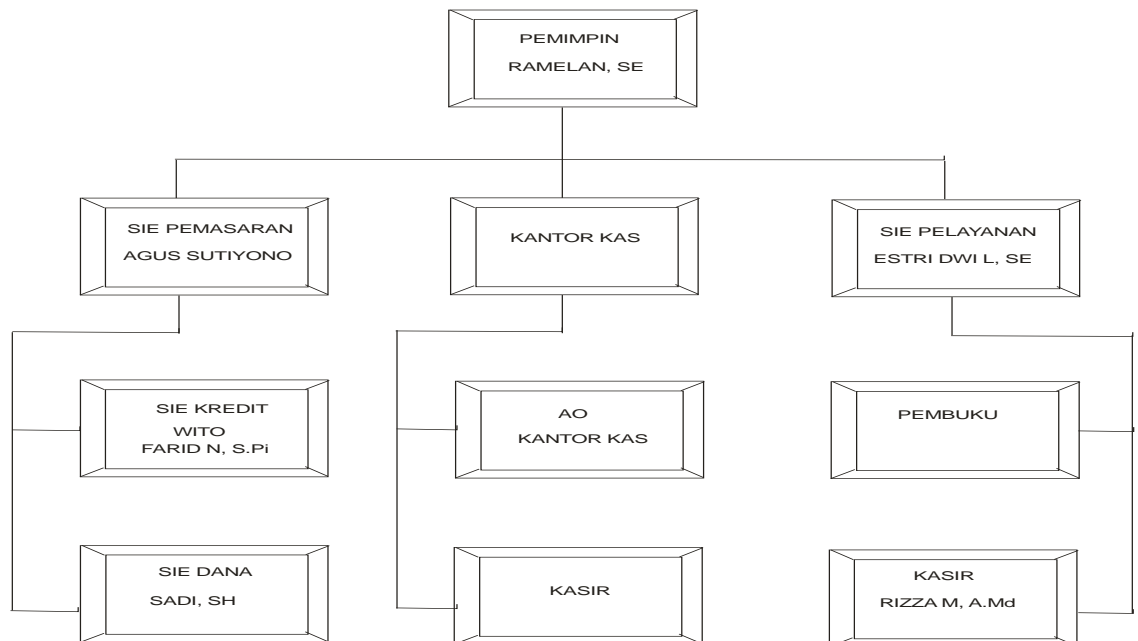 PEMIMPIN
RAMELAN, SE
SIE PEMASARAN
AGUS SUTIYONO
KANTOR KAS
SIE PELAYANAN
ESTRI DWI L, SE
SIE KREDIT
WITO
FARID N, S.Pi
AO
KANTOR KAS
PEMBUKU
SIE DANA
SADI, SH
KASIR
KASIR
RIZZA M, A.Md